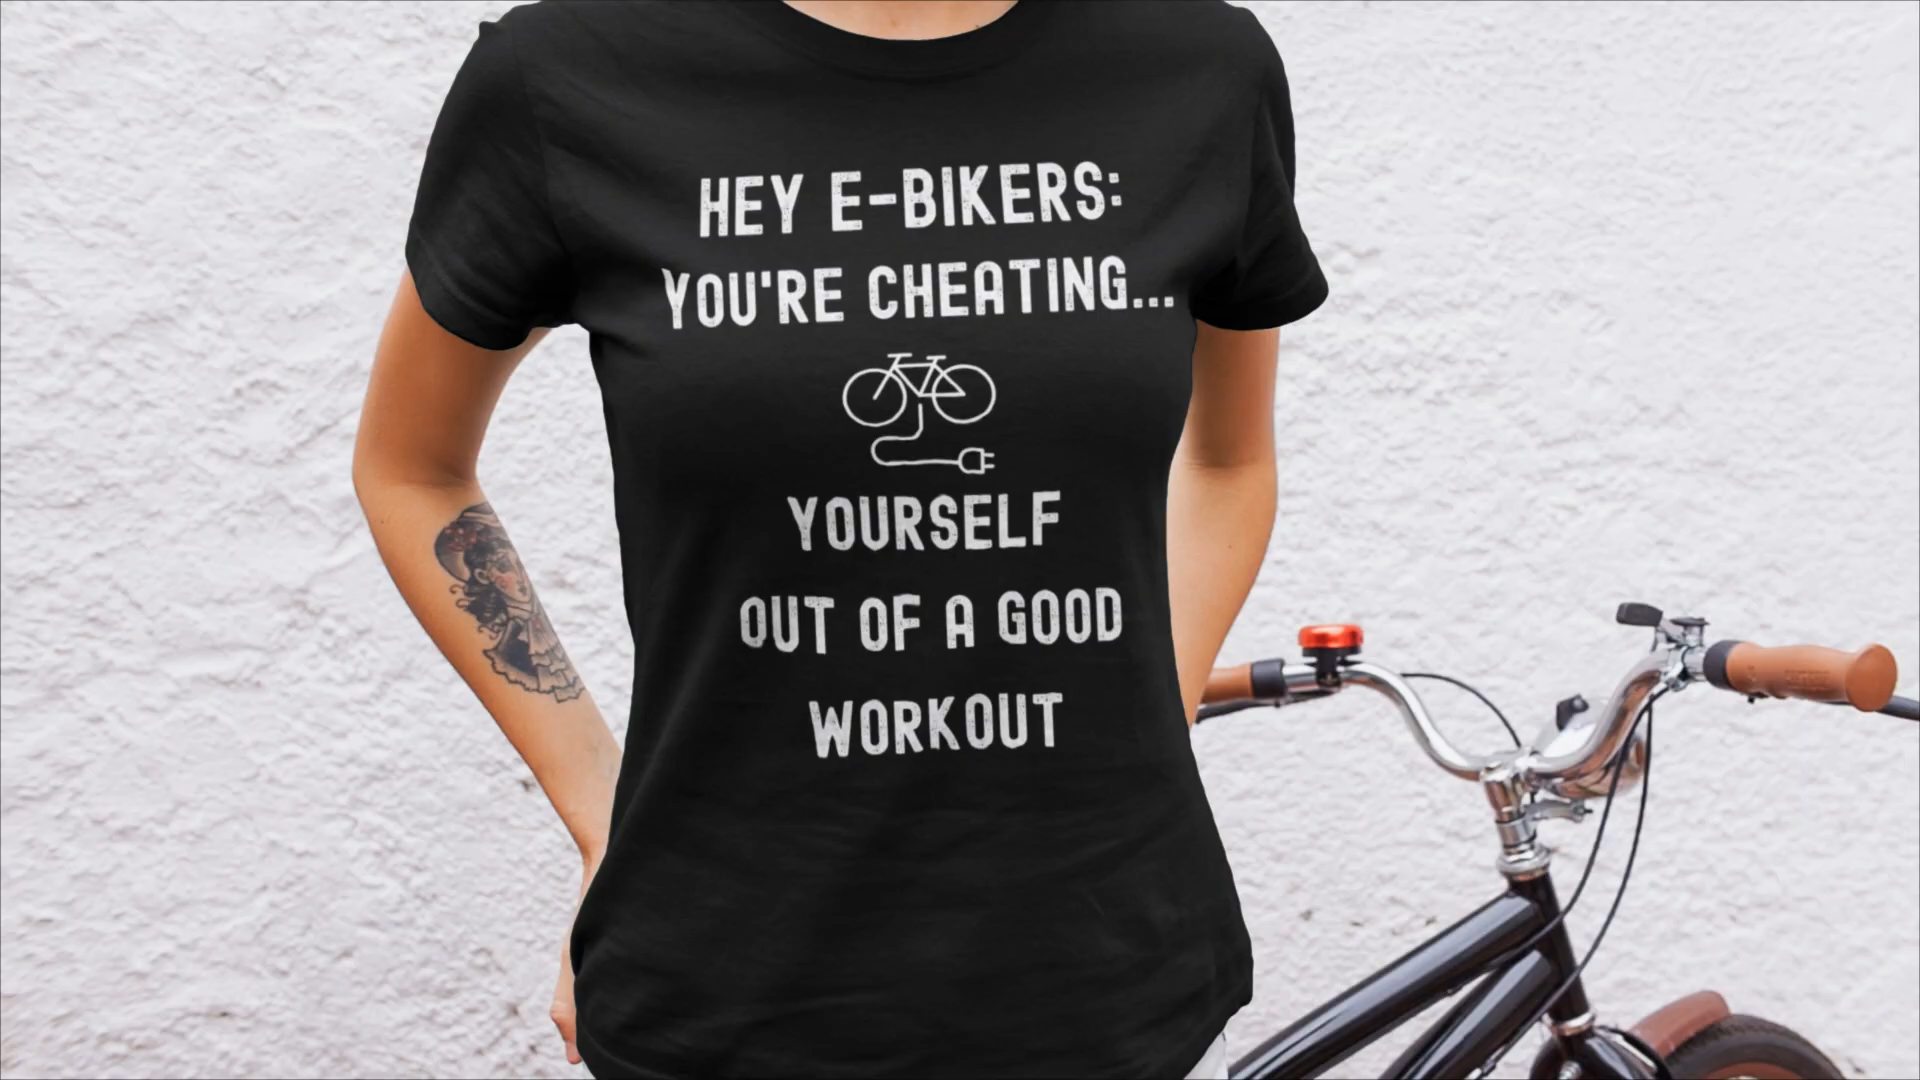 HEY E-BIKERS:
YOU'RE CHEATING...
YOURSELF
OUT OF A GOOD
WORKOUT